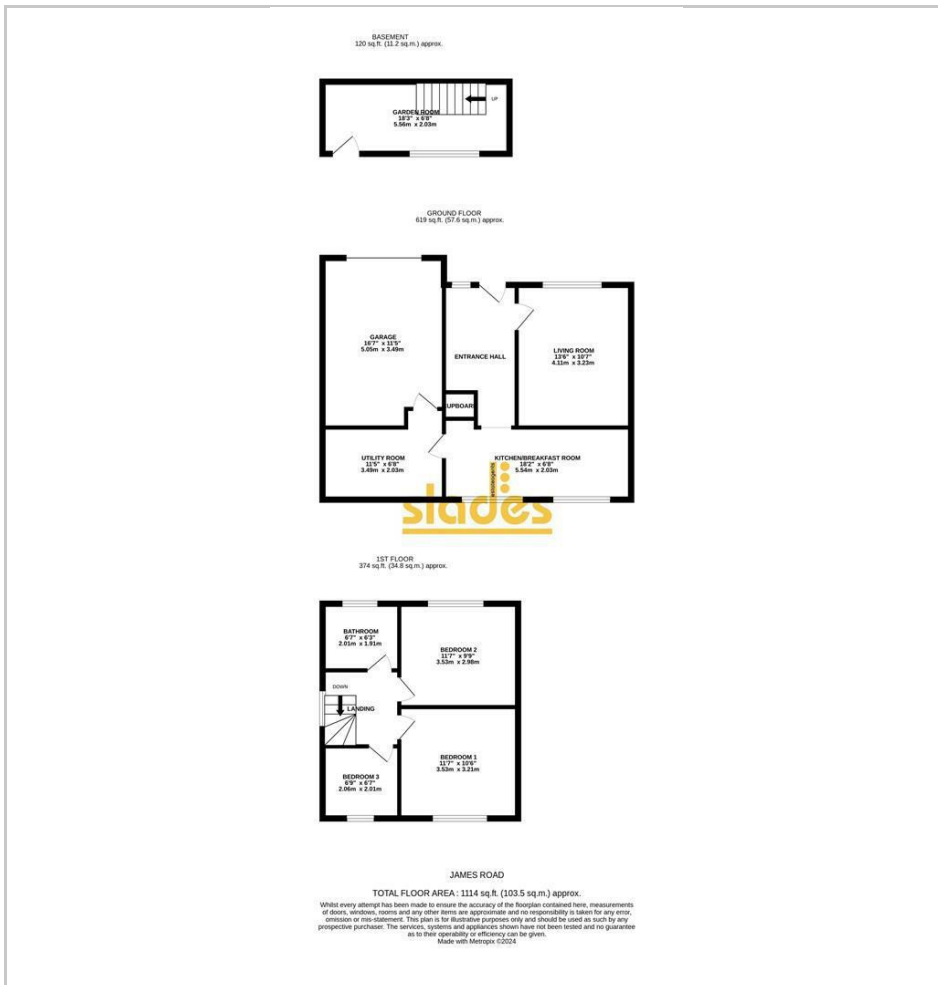 BASEMENT
120 sq.ft. (11.2 sq.m.) approx.
UP
GARDEN ROOM
18'3" x 6'8"
5.56m x 2.03m
GROUND FLOOR
619 sq.ft. (57.6 sq.m.) approx.
GARAGE
16'7" x 11'5"
5.05m x 3.49m
ENTRANCE HALL
LIVING ROOM
13'6" x 10'7"
4.11m x 3.23m
UPBOAR
UTILITY ROOM
11'5" x 6'8"
3.49m x 2.03m
KITCHEN/BREAKFAST ROOM
18'2" x 6'8"
5.54m x 2.03m
estateagents
slades
1ST FLOOR
374 sq.ft. (34.8 sq.m.) approx.
BATHROOM
6'7" x 6'3"
2.01m x 1.91m
BEDROOM 2
11'7" x 9'9"
3.53m x 2.98m
DOWN
LANDING
BEDROOM 1
11'7" x 10'6"
3.53m x 3.21m
BEDROOM 3
6'9" x 6'7"
2.06m x 2.01m
JAMES ROAD
TOTAL FLOOR AREA : 1114 sq.ft. (103.5 sq.m.) approx.
Whilst every attempt has been made to ensure the accuracy of the floorplan contained here, measurements
of doors, windows, rooms and any other items are approximate and no responsibility is taken for any error,
omission or mis-statement. This plan is for illustrative purposes only and should be used as such by any
prospective purchaser. The services, systems and appliances shown have not been tested and no guarantee
as to their operability or efficiency can be given.
Made with Metropix ©2024